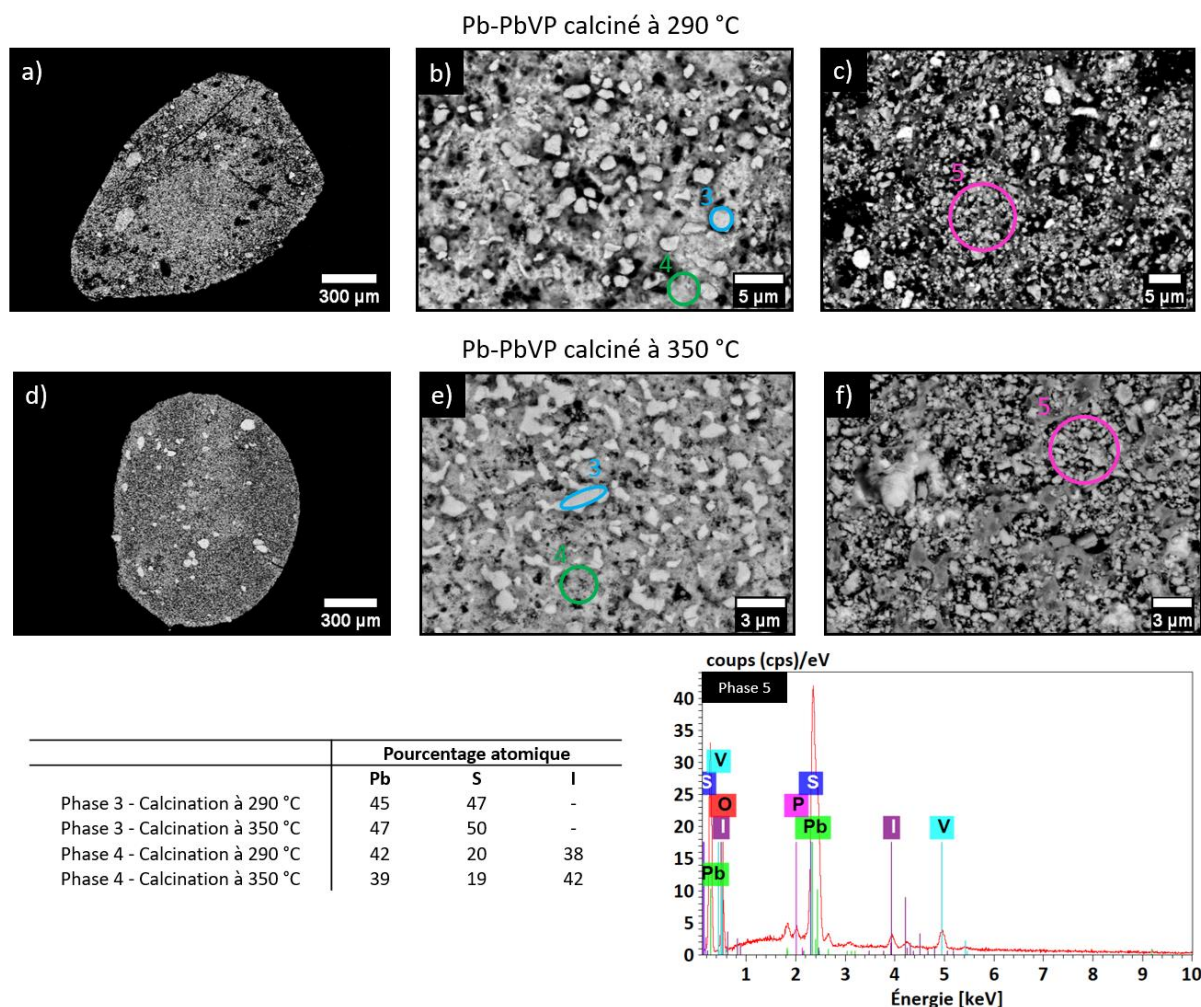 Pb-PbVP calciné à 290 °C
a)
300 µm
b)
3
4
5 µm
c)
5
5 µm
Pb-PbVP calciné à 350 °C
d)
300 µm
e)
3
4
3 µm
f)
5
3 µm
Pourcentage atomique
Pb S I
Phase 3 - Calcination à 290 °C 45 47 -
Phase 3 - Calcination à 350 °C 47 50 -
Phase 4 - Calcination à 290 °C 42 20 38
Phase 4 - Calcination à 350 °C 39 19 42
coups (cps)/eV
Phase 5
40
35
30
25
20
15
10
5
0
V
S S
O P
I Pb I V
Pb
1 2 3 4 5 6 7 8 9 10
Énergie [keV]